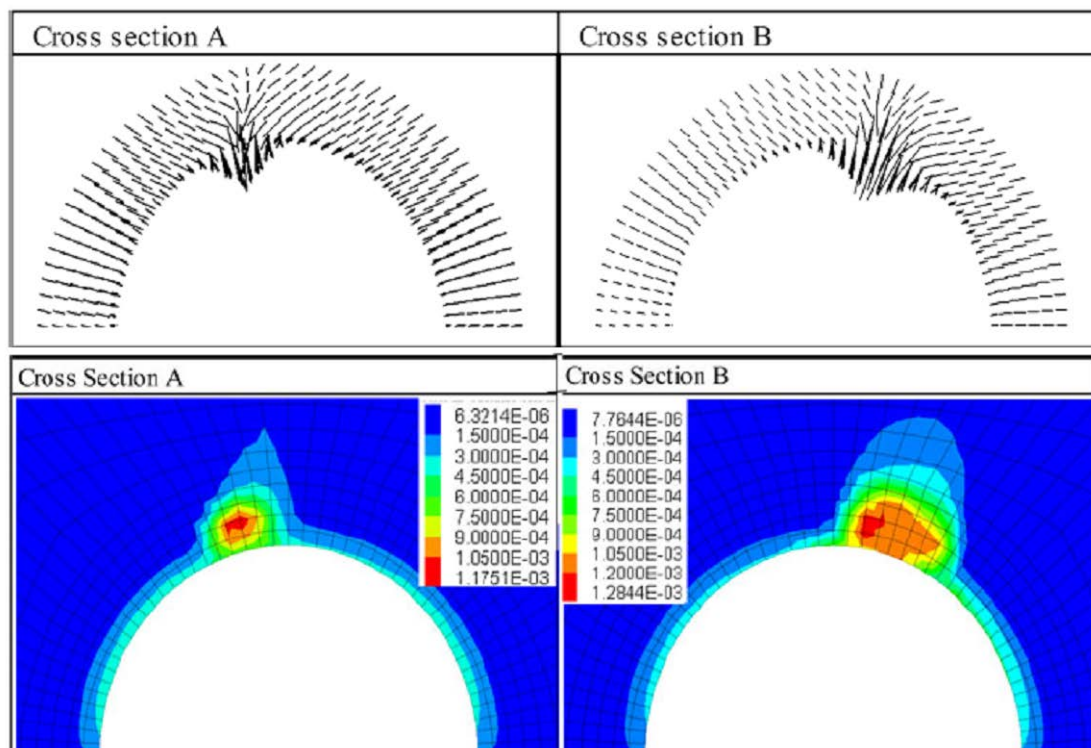 Cross section A
Cross section B
Cross Section A
Cross Section B
6.3214E-06
1.5000E-04
3.0000E-04
4.5000E-04
6.0000E-04
7.5000E-04
9.0000E-04
1.0500E-03
1.1751E-03
7.7644E-06
1.5000E-04
3.0000E-04
4.5000E-04
6.0000E-04
7.5000E-04
9.0000E-04
1.0500E-03
1.2000E-03
1.2844E-03